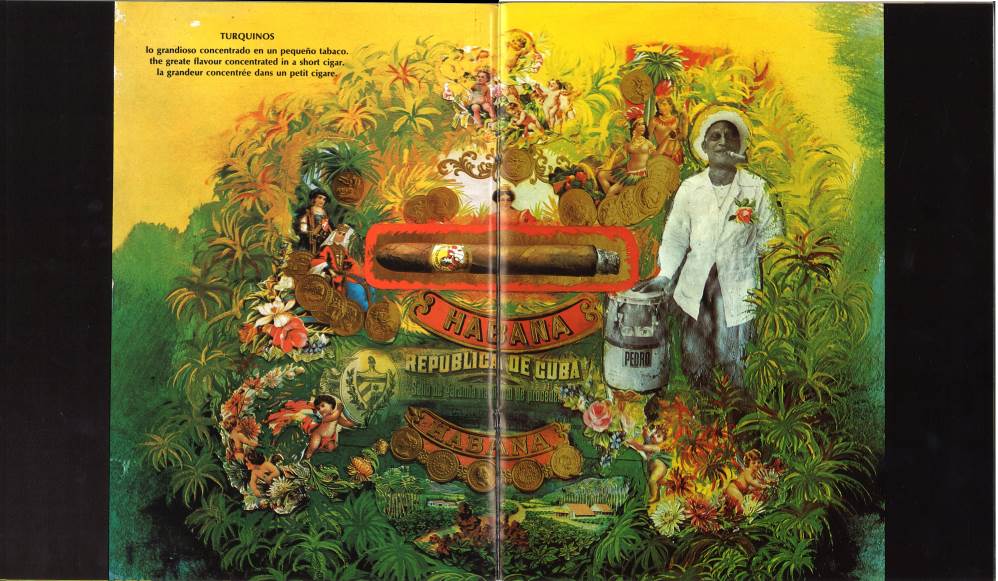 TURQUINOS
lo grandioso concentrado en un pequeño tabaco.
the greate flavour concentrated in a short cigar.
la grandeur concentrée dans un petit cigare.
HABANA
REPUBLICA DE CUBA
PEDRO
HABANA